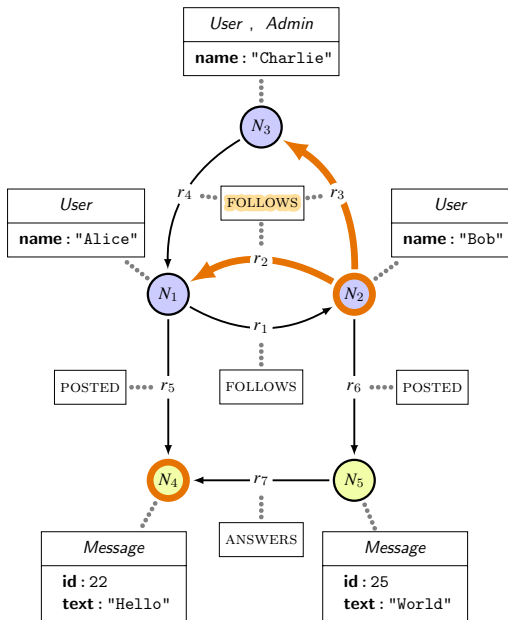 User , Admin
name : "Charlie"
N3
r4
FOLLOWS
r3
User
name : "Alice"
User
name : "Bob"
r2
N1
N2
r1
POSTED
r5
FOLLOWS
r6
POSTED
N4
r7
N5
ANSWERS
Message
id : 22
text : "Hello"
Message
id : 25
text : "World"